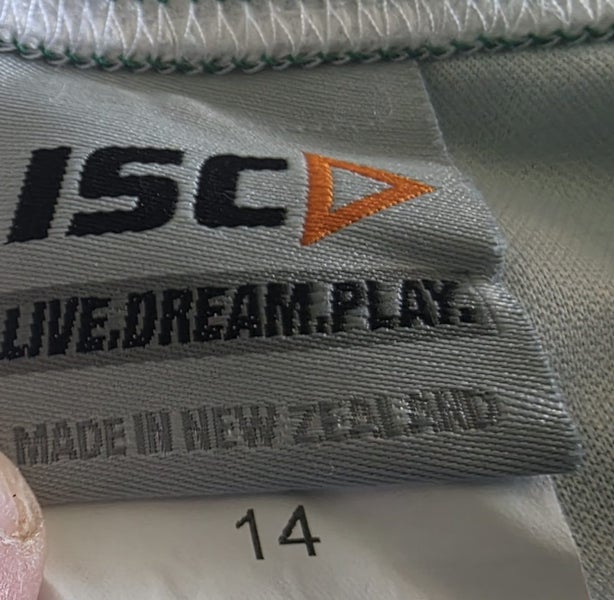 ISC
LIVE.DREAM.PLAY.
MADE IN NEW ZEALAND
14